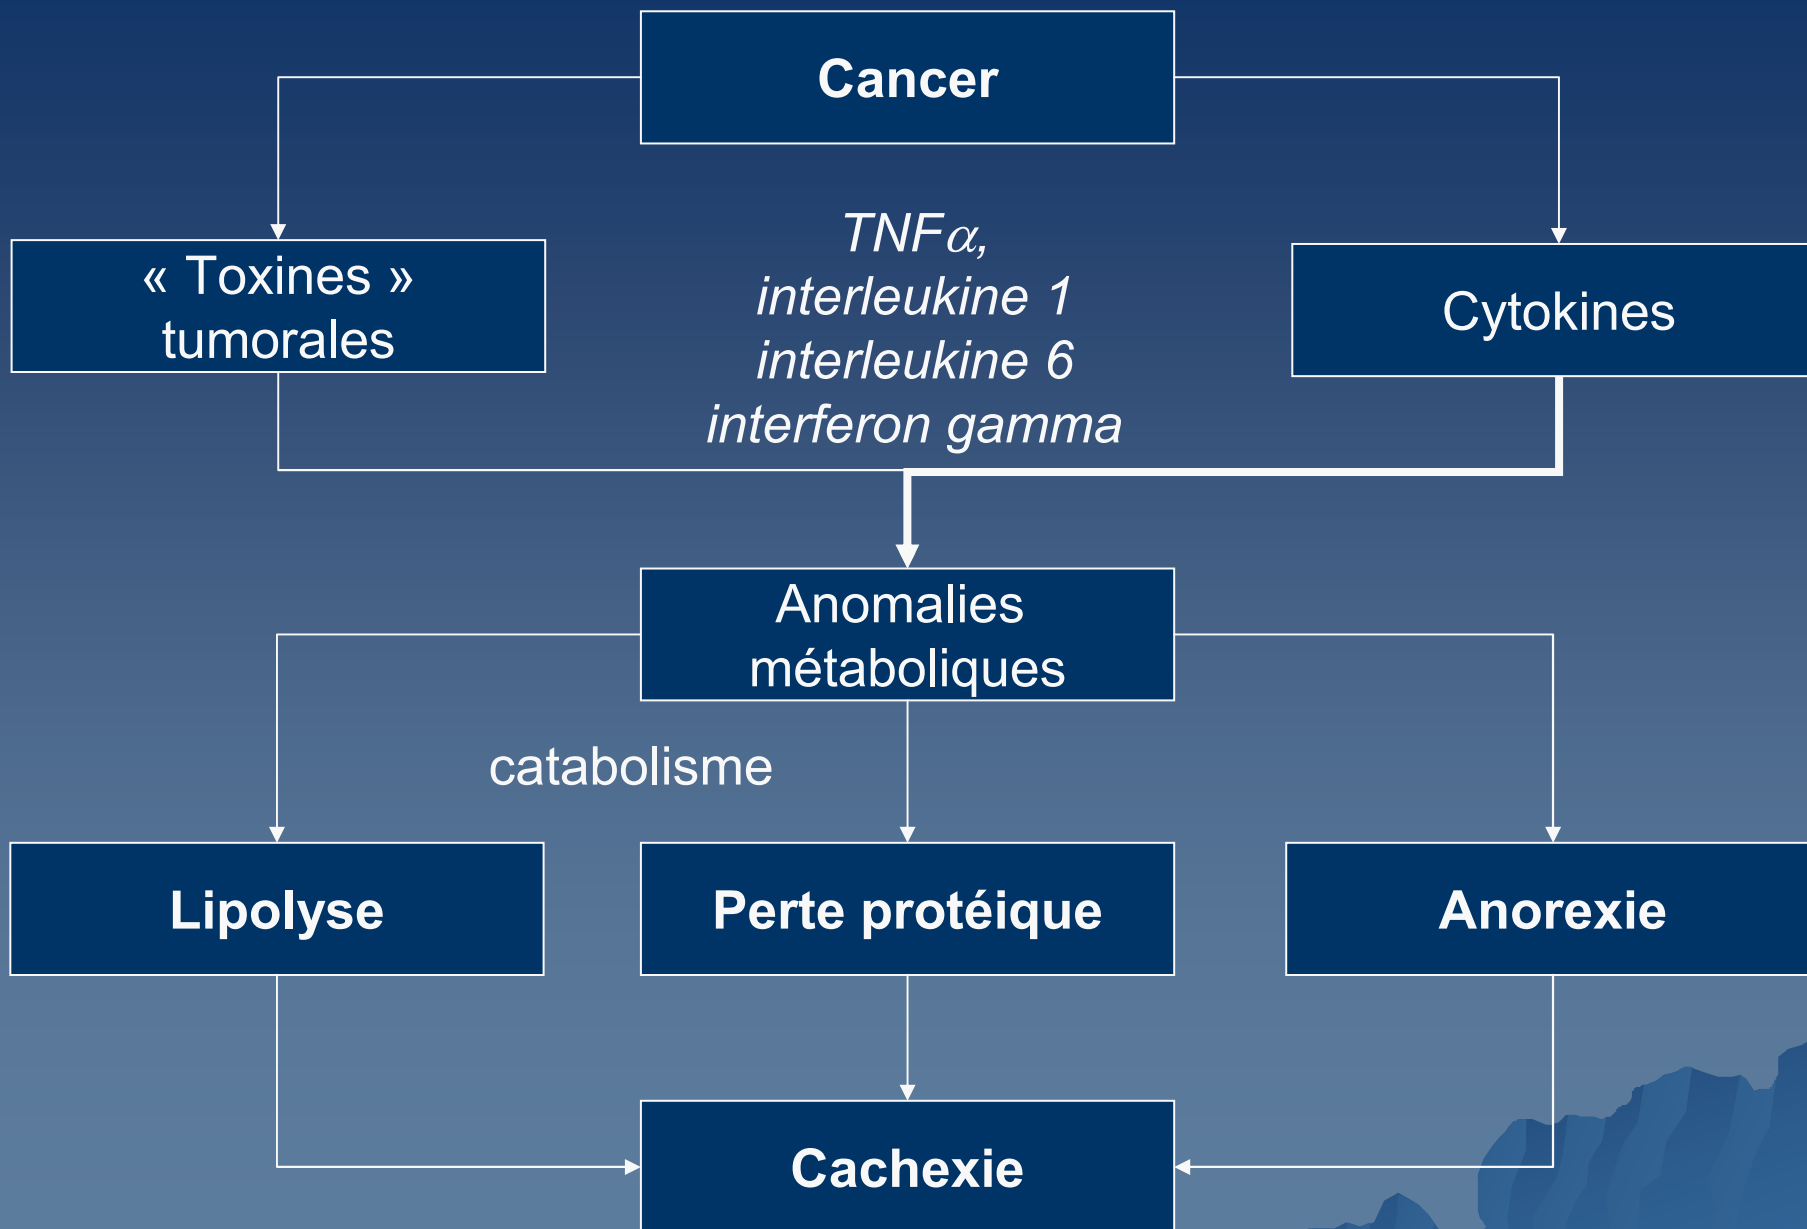 Cancer
« Toxines »
tumorales
TNFα,
interleukine 1
interleukine 6
interferon gamma
Cytokines
Anomalies
métaboliques
catabolisme
Lipolyse
Perte protéique
Anorexie
Cachexie